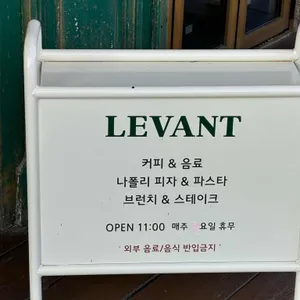 LEVANT
커피 & 음료
나폴리 피자 & 파스타
브런치 & 스테이크
OPEN 11:00 매주 요일 휴무
' 외부 음료/음식 반입금지 '